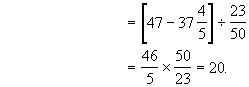 = [47 − 37 4/5] ÷ 23/50
= 46/5 × 50/23 = 20.